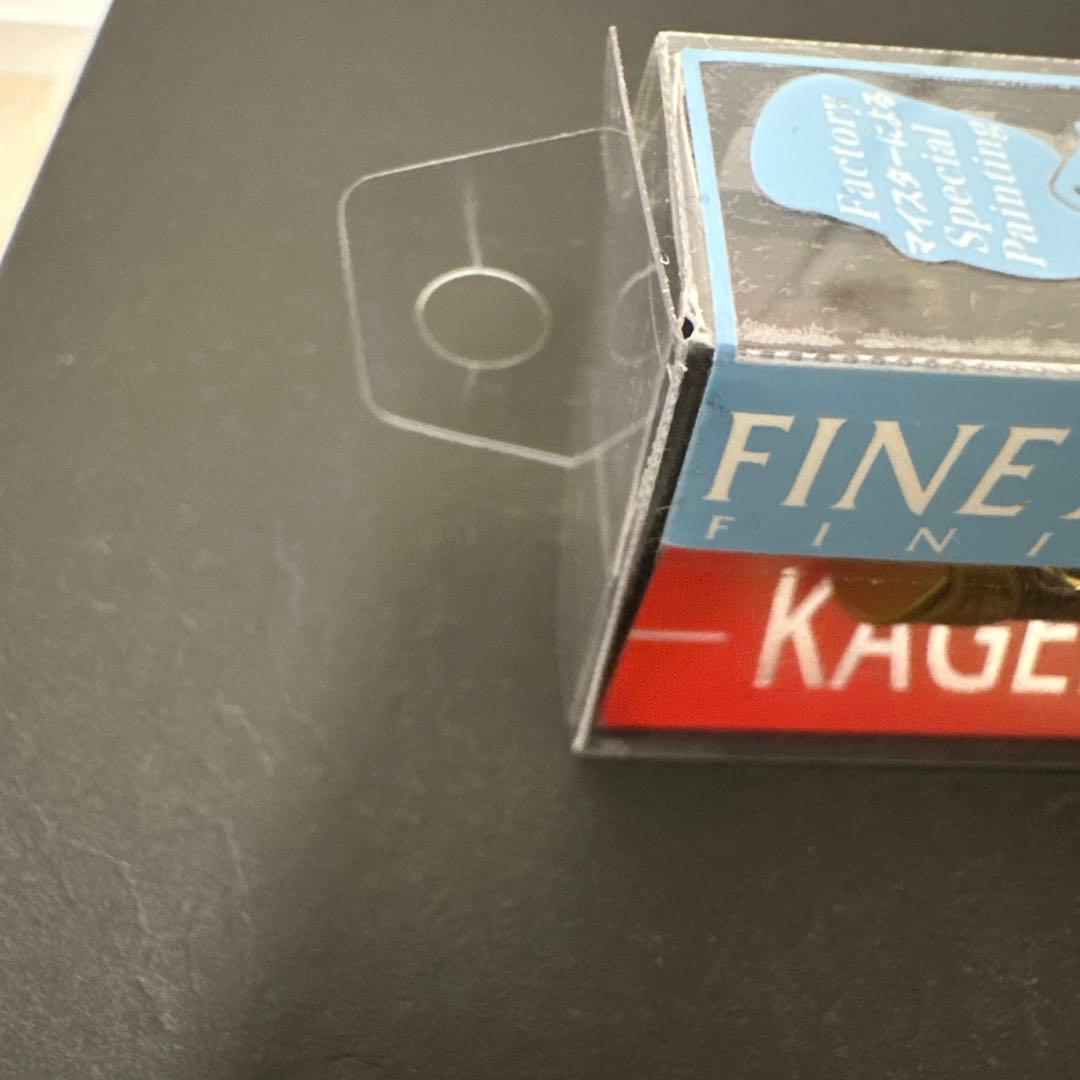 Factory
マイスターによる
Special
Painting
FINE
FINI
KAGE